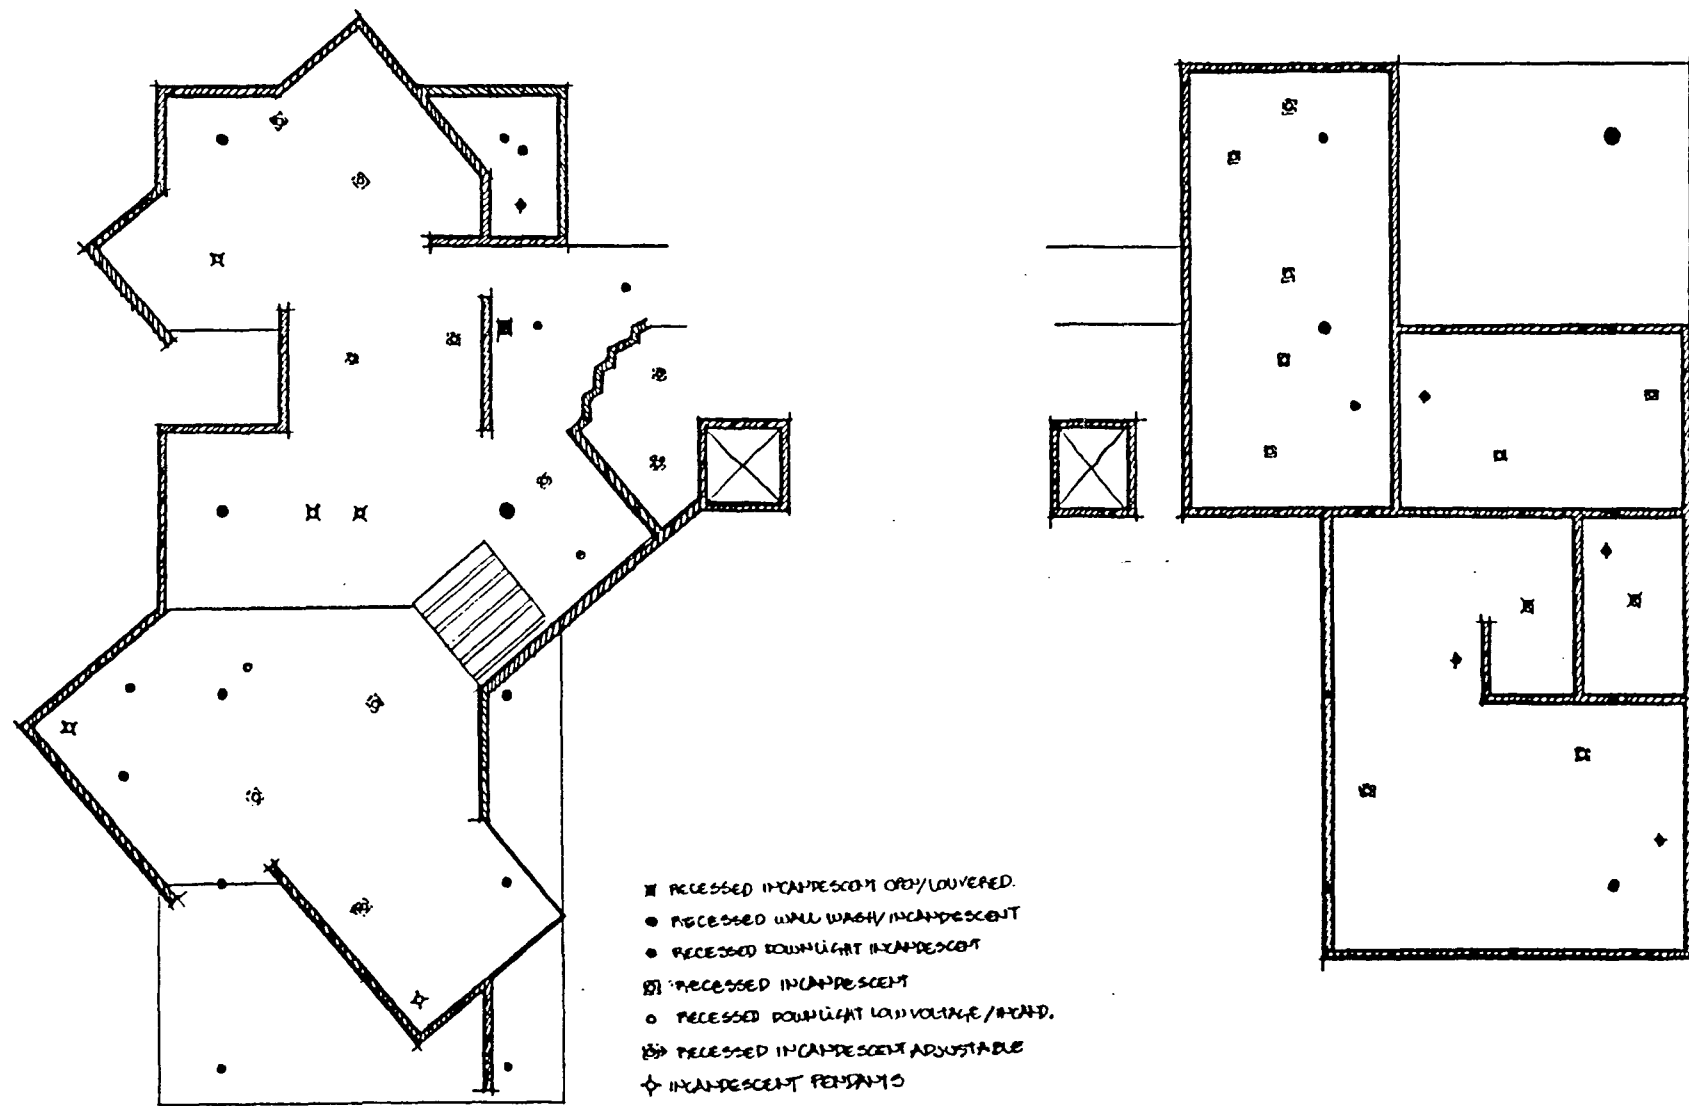 RECESSED INCANDESCENT OPEN/LOUVERED.
RECESSED WALL WASH/INCANDESCENT
RECESSED DOWNLIGHT INCANDESCENT
RECESSED INCANDESCENT
RECESSED DOWNLIGHT LOW VOLTAGE/INCAND.
RECESSED INCANDESCENT ADJUSTABLE
INCANDESCENT PENDANTS